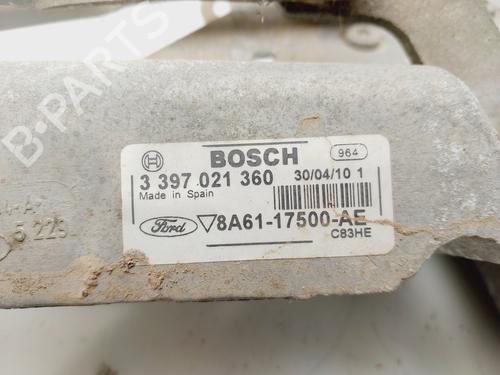 B-PARTS
BOSCH
964
3 397 021 360
30/04/10 1
Made in Spain
Ford
8A61-17500-AE
C83HE